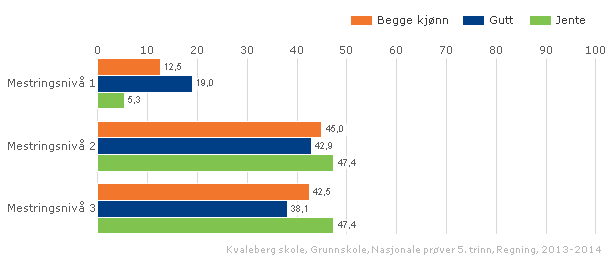 Begge kjønn Gutt Jente
0 10 20 30 40 50 60 70 80 90 100
Mestringsnivå 1
12,5
19,0
5,3
Mestringsnivå 2
45,0
42,9
47,4
Mestringsnivå 3
42,5
38,1
47,4
Kvaleberg skole, Grunnskole, Nasjonale prøver 5. trinn, Regning, 2013-2014